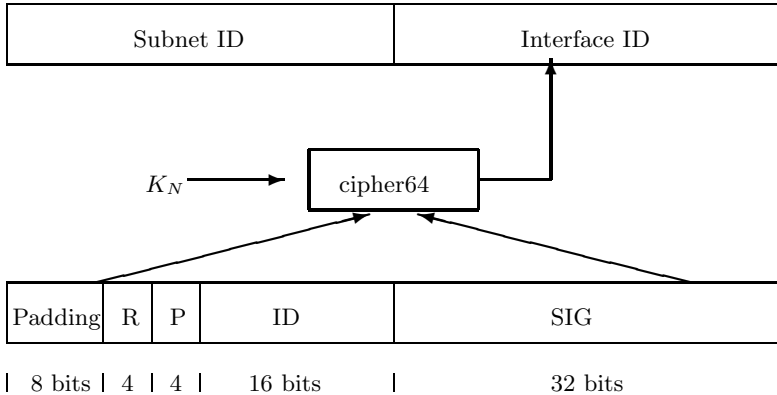 Subnet ID Interface ID
K_N cipher64
Padding R P ID SIG
8 bits 4 4 16 bits 32 bits